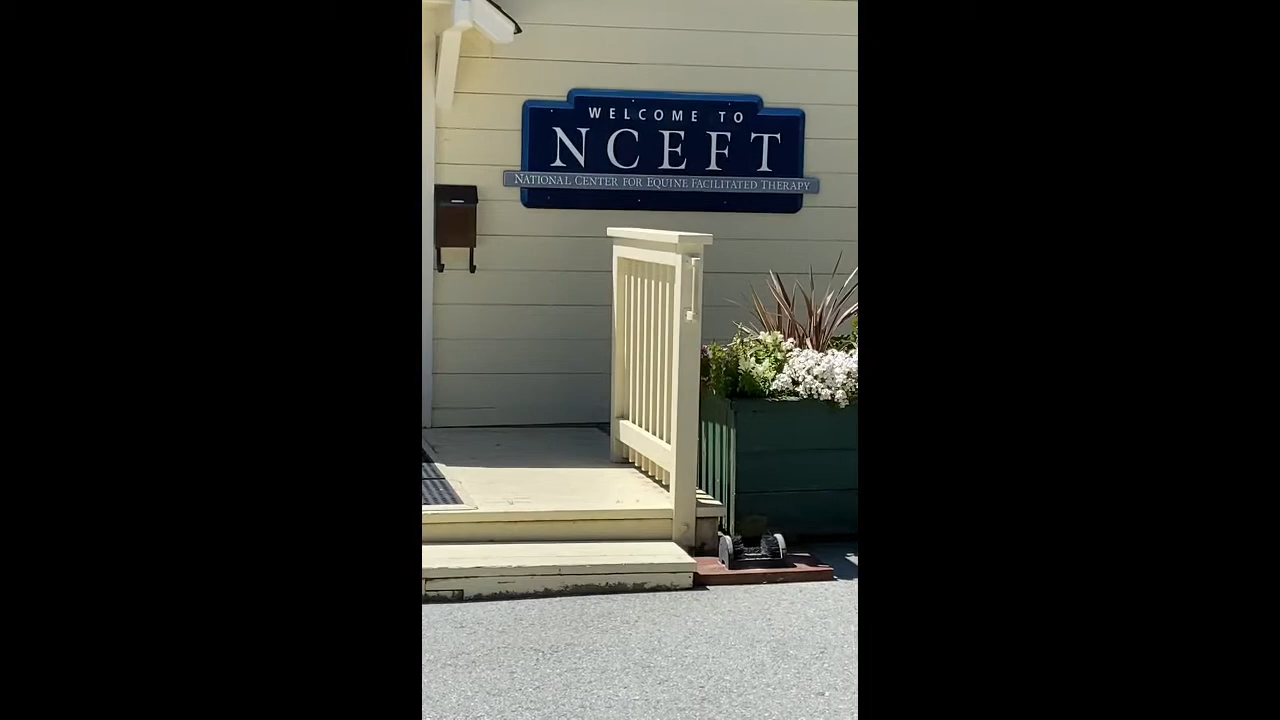 WELCOME TO
NCEFT
NATIONAL CENTER FOR EQUINE FACILITATED THERAPY